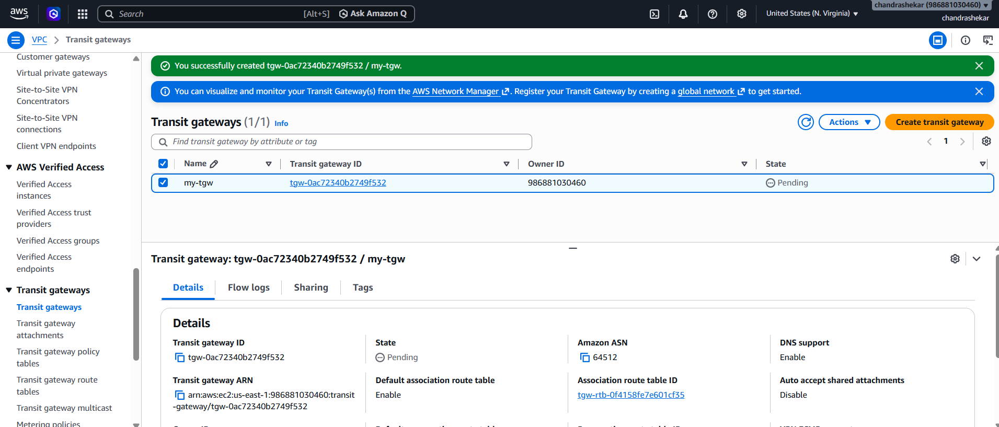 aws
Search
[Alt+S]
Ask Amazon Q
United States (N. Virginia)
chandrashekar (986881030460)
chandrashekar
VPC
Transit gateways
Customer gateways
Virtual private gateways
Site-to-Site VPN
Concentrators
Site-to-Site VPN
connections
Client VPN endpoints
AWS Verified Access
Verified Access
instances
Verified Access trust
providers
Verified Access groups
Verified Access
endpoints
Transit gateways
Transit gateways
Transit gateway
attachments
Transit gateway policy
tables
Transit gateway route
tables
Transit gateway multicast
Metering policies
You successfully created tgw-0ac72340b2749f532 / my-tgw.
You can visualize and monitor your Transit Gateway(s) from the AWS Network Manager . Register your Transit Gateway by creating a global network to get started.
Transit gateways (1/1) Info
Actions
Create transit gateway
Find transit gateway by attribute or tag
1
Name
Transit gateway ID
Owner ID
State
my-tgw
tgw-0ac72340b2749f532
986881030460
Pending
Transit gateway: tgw-0ac72340b2749f532 / my-tgw
Details
Flow logs
Sharing
Tags
Details
Transit gateway ID
tgw-0ac72340b2749f532
State
Pending
Amazon ASN
64512
DNS support
Enable
Transit gateway ARN
arn:aws:ec2:us-east-1:986881030460:transit
-gateway/tgw-0ac72340b2749f532
Default association route table
Enable
Association route table ID
tgw-rtb-0f4158fe7e601cf35
Auto accept shared attachments
Disable